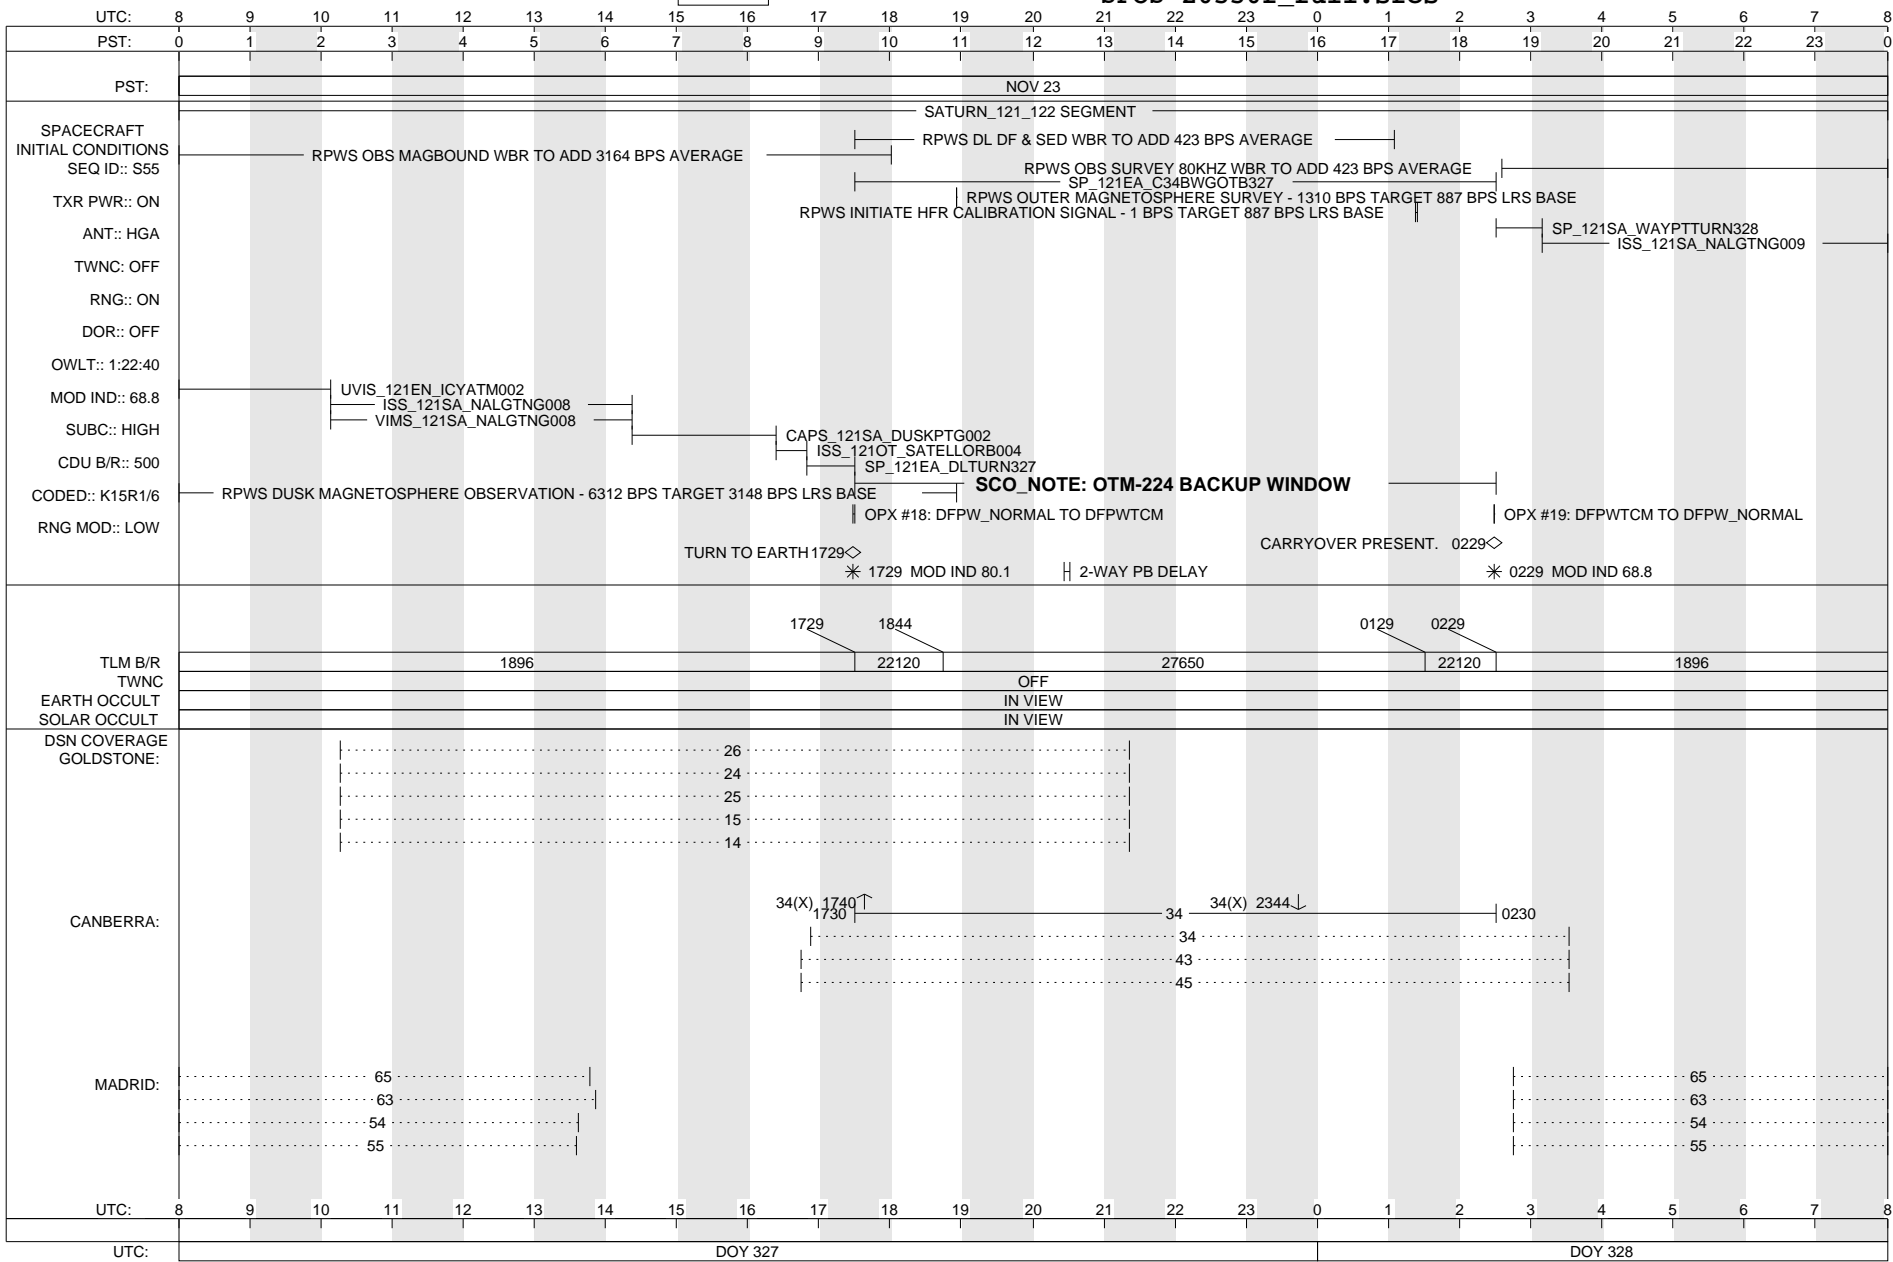 UTC: 8 9 10 11 12 13 14 15 16 17 18 19 20 21 22 23 0 1 2 3 4 5 6 7 8
PST: 0 1 2 3 4 5 6 7 8 9 10 11 12 13 14 15 16 17 18 19 20 21 22 23 0
PST: NOV 23
SATURN_121_122 SEGMENT
SPACECRAFT
INITIAL CONDITIONS
SEQ ID:: S55
TXR PWR:: ON
ANT:: HGA
TWNC: OFF
RNG:: ON
DOR:: OFF
OWLT:: 1:22:40
MOD IND:: 68.8
SUBC:: HIGH
CDU B/R:: 500
CODED:: K15R1/6
RNG MOD:: LOW
RPWS DL DF & SED WBR TO ADD 423 BPS AVERAGE
RPWS OBS MAGBOUND WBR TO ADD 3164 BPS AVERAGE
RPWS OBS SURVEY 80KHZ WBR TO ADD 423 BPS AVERAGE
SP_121EA_C34BWGOTB327
RPWS OUTER MAGNETOSPHERE SURVEY - 1310 BPS TARGET 887 BPS LRS BASE
RPWS INITIATE HFR CALIBRATION SIGNAL - 1 BPS TARGET 887 BPS LRS BASE
SP_121SA_WAYPTTURN328
ISS_121SA_NALGTNG009
UVIS_121EN_ICYATM002
ISS_121SA_NALGTNG008
VIMS_121SA_NALGTNG008
CAPS_121SA_DUSKPTG002
ISS_121OT_SATELLORB004
SP_121EA_DLTURN327
SCO_NOTE: OTM-224 BACKUP WINDOW
RPWS DUSK MAGNETOSPHERE OBSERVATION - 6312 BPS TARGET 3148 BPS LRS BASE
OPX #18: DFPW_NORMAL TO DFPWTCM
OPX #19: DFPWTCM TO DFPW_NORMAL
TURN TO EARTH 1729
CARRYOVER PRESENT. 0229
1729 MOD IND 80.1
2-WAY PB DELAY
0229 MOD IND 68.8
1729 1844 0129 0229
TLM B/R 1896 22120 27650 22120 1896
TWNC OFF
EARTH OCCULT IN VIEW
SOLAR OCCULT IN VIEW
DSN COVERAGE
GOLDSTONE:
26
24
25
15
14
CANBERRA:
34(X) 1740 34(X) 2344
1730 34 0230
34
43
45
MADRID:
65 65
63 63
54 54
55 55
UTC: 8 9 10 11 12 13 14 15 16 17 18 19 20 21 22 23 0 1 2 3 4 5 6 7 8
UTC: DOY 327 DOY 328